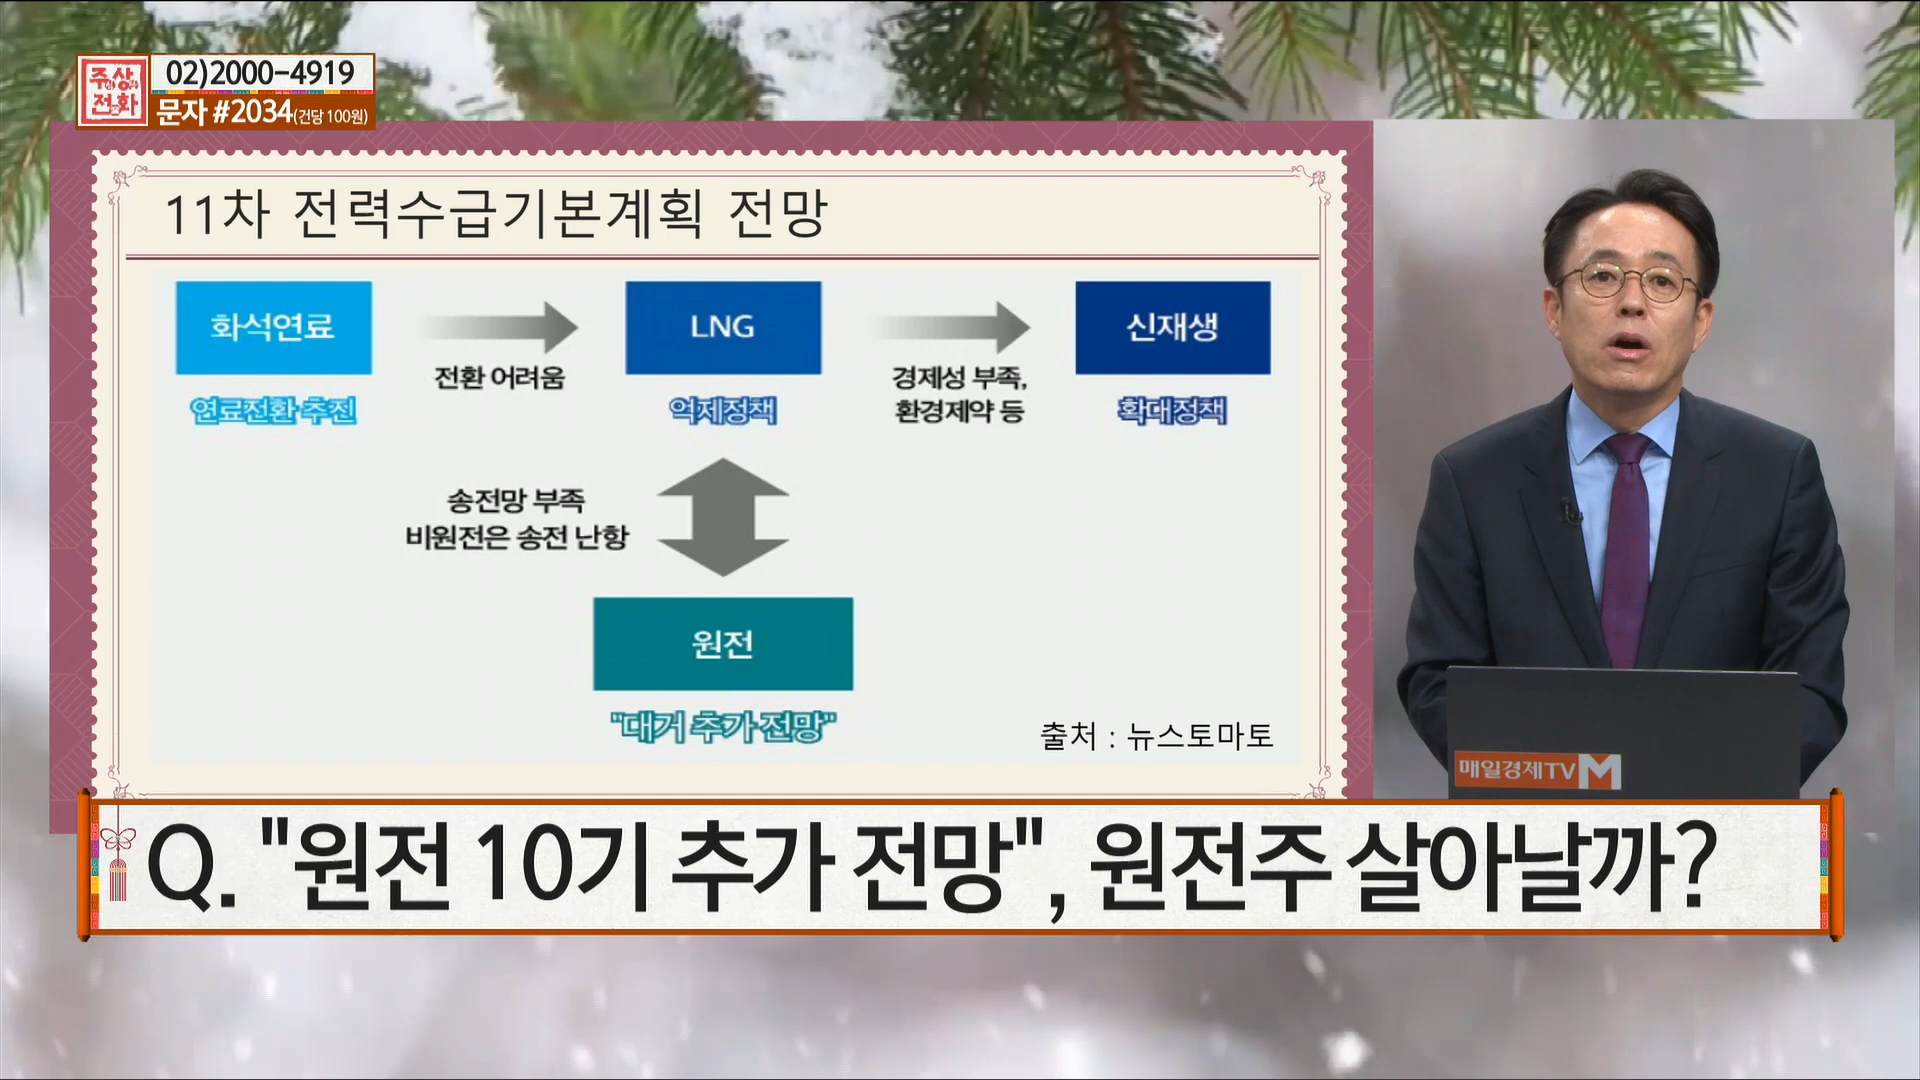 주상
전화
02)2000-4919
문자 #2034(건당 100원)
11차 전력수급기본계획 전망
화석연료
LNG
신재생
전환 어려움
경제성 부족,
환경제약 등
연료전환 추진
억제정책
확대정책
송전망 부족
비원전은 송전 난항
원전
"대거 추가 전망"
출처 : 뉴스토마토
매일경제TV M
Q. "원전 10기 추가 전망", 원전주 살아날까?